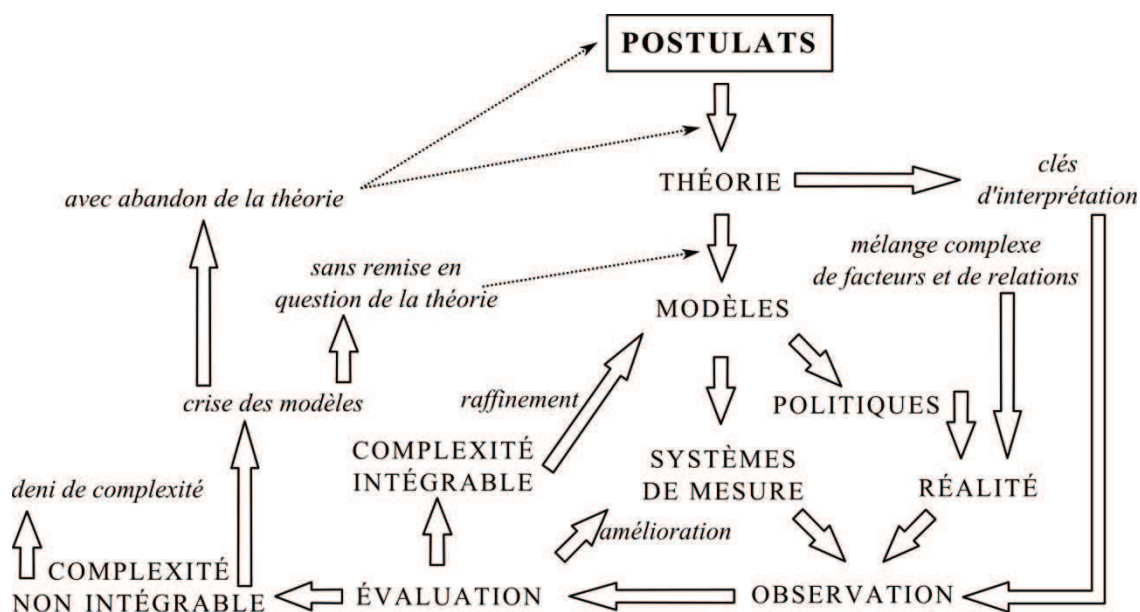 POSTULATS
THÉORIE
clés
d'interprétation
avec abandon de la théorie
mélange complexe
de facteurs et de relations
sans remise en
question de la théorie
MODÈLES
crise des modèles
raffinement
POLITIQUES
COMPLEXITÉ
INTÉGRABLE
SYSTÈMES
DE MESURE
RÉALITÉ
deni de complexité
amélioration
COMPLEXITÉ
NON INTÉGRABLE
ÉVALUATION
OBSERVATION